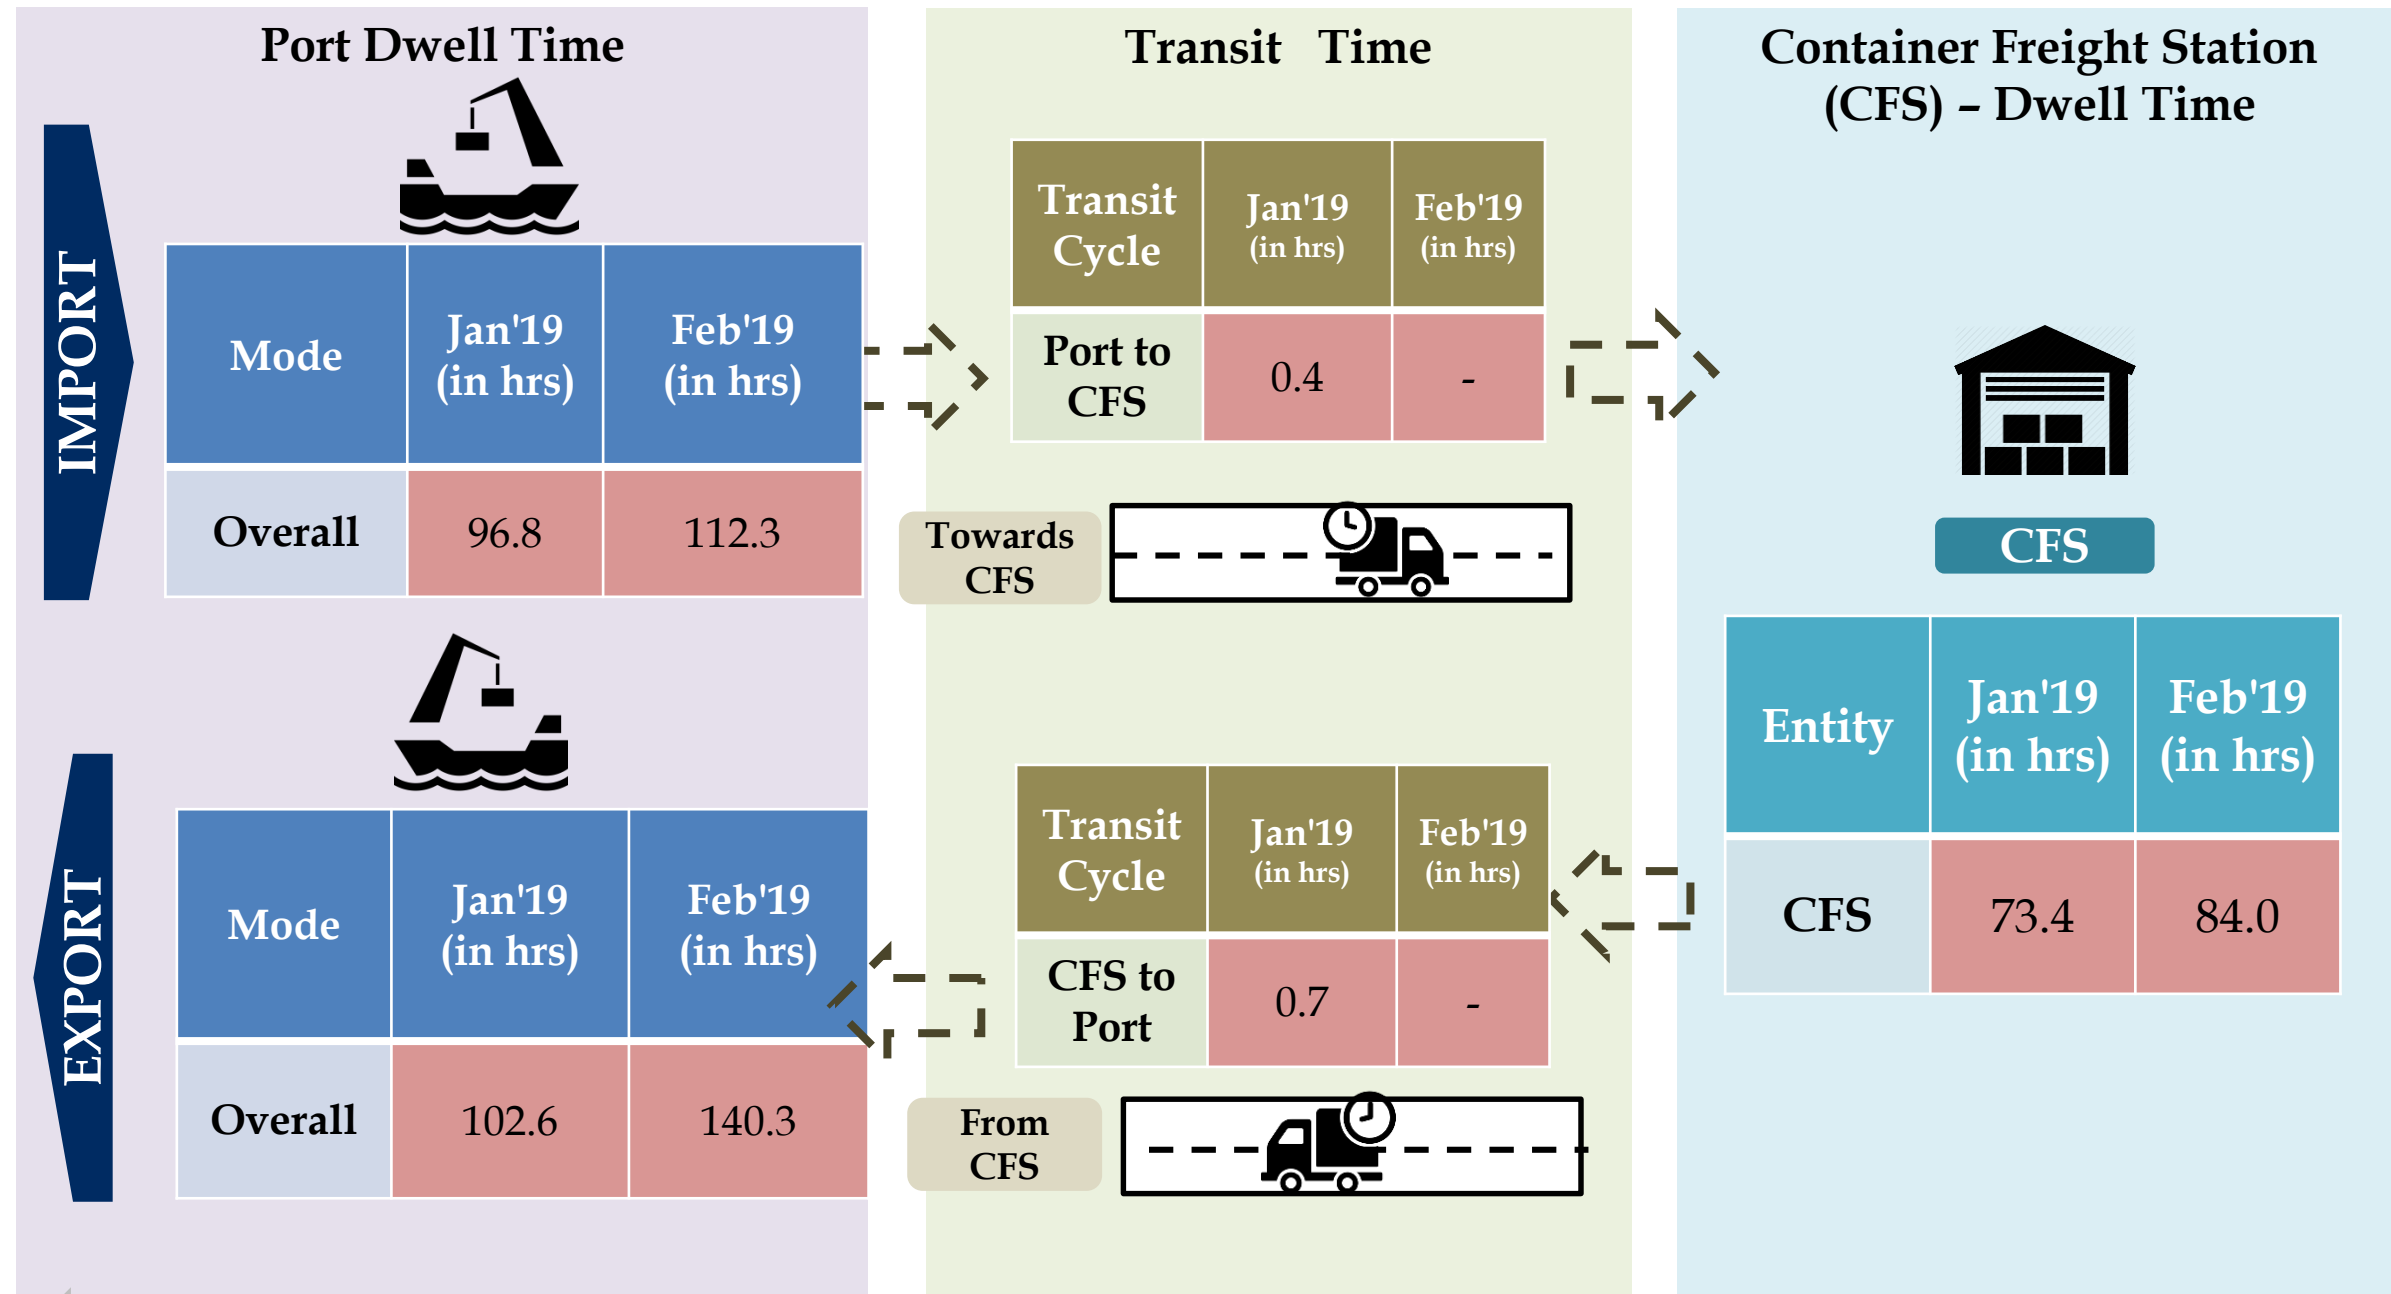 Port Dwell Time
IMPORT
Mode
Jan'19
(in hrs)
Feb'19
(in hrs)
Overall
96.8
112.3
EXPORT
Mode
Jan'19
(in hrs)
Feb'19
(in hrs)
Overall
102.6
140.3
Transit Time
Transit
Cycle
Jan'19
(in hrs)
Feb'19
(in hrs)
Port to
CFS
0.4
-
Towards
CFS
Transit
Cycle
Jan'19
(in hrs)
Feb'19
(in hrs)
CFS to
Port
0.7
-
From
CFS
Container Freight Station
(CFS) – Dwell Time
CFS
Entity
Jan'19
(in hrs)
Feb'19
(in hrs)
CFS
73.4
84.0